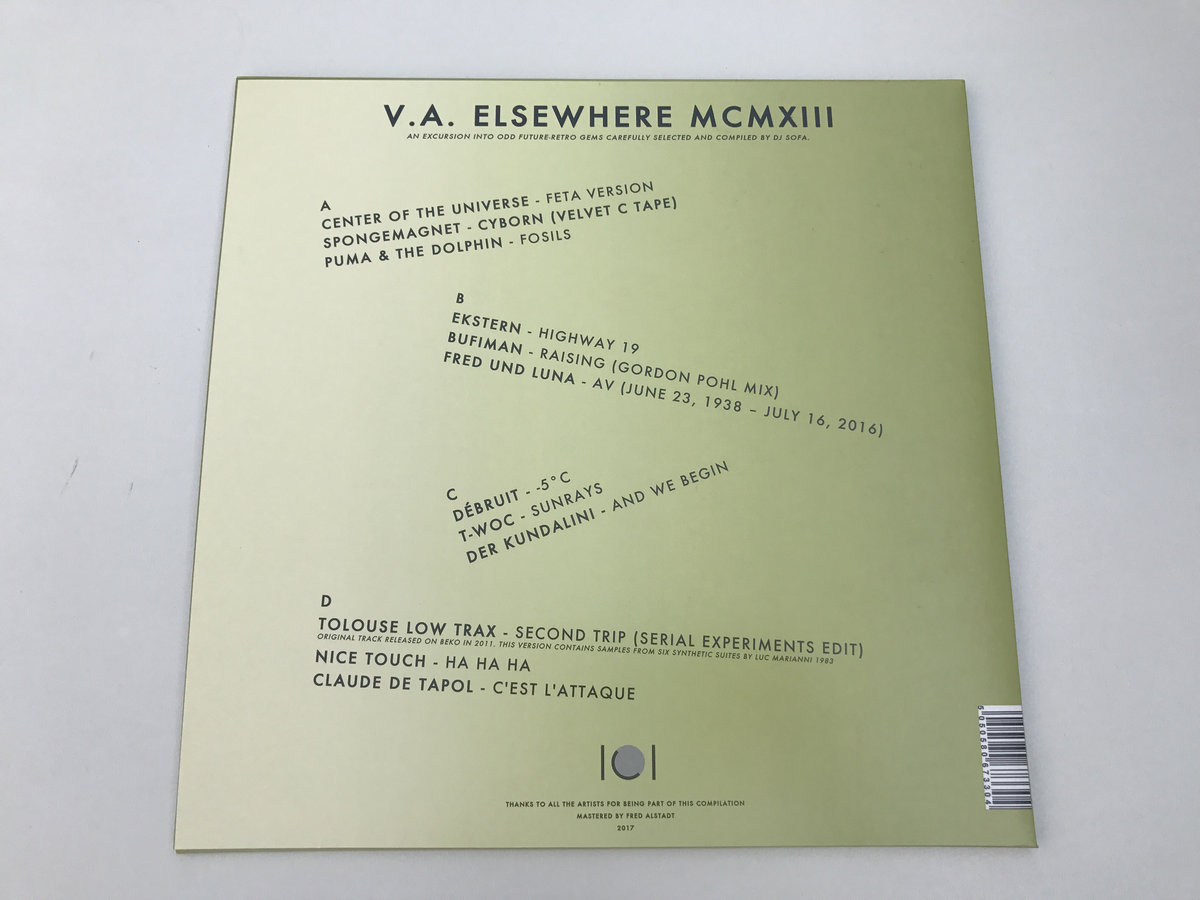 V.A. ELSEWHERE MCMXIII
AN EXCURSION INTO ODD FUTURE-RETRO GEMS CAREFULLY SELECTED AND COMPILED BY DJ SOFA.
A
CENTER OF THE UNIVERSE - FETA VERSION
SPONGEMAGNET - CYBORN (VELVET C TAPE)
PUMA & THE DOLPHIN - FOSILS
B
EKSTERN - HIGHWAY 19
BUFIMAN - RAISING (GORDON POHL MIX)
FRED UND LUNA - AV (JUNE 23, 1938 – JULY 16, 2016)
C
DÉBRUIT - -5°C
T-WOC - SUNRAYS
DER KUNDALINI - AND WE BEGIN
D
TOLOUSE LOW TRAX - SECOND TRIP (SERIAL EXPERIMENTS EDIT)
ORIGINAL TRACK RELEASED ON BEKO IN 2011. THIS VERSION CONTAINS SAMPLES FROM SIX SYNTHETIC SUITES BY LUC MARIANNI 1983
NICE TOUCH - HA HA HA
CLAUDE DE TAPOL - C'EST L'ATTAQUE
5050580673304
THANKS TO ALL THE ARTISTS FOR BEING PART OF THIS COMPILATION
MASTERED BY FRED ALSTADT
2017